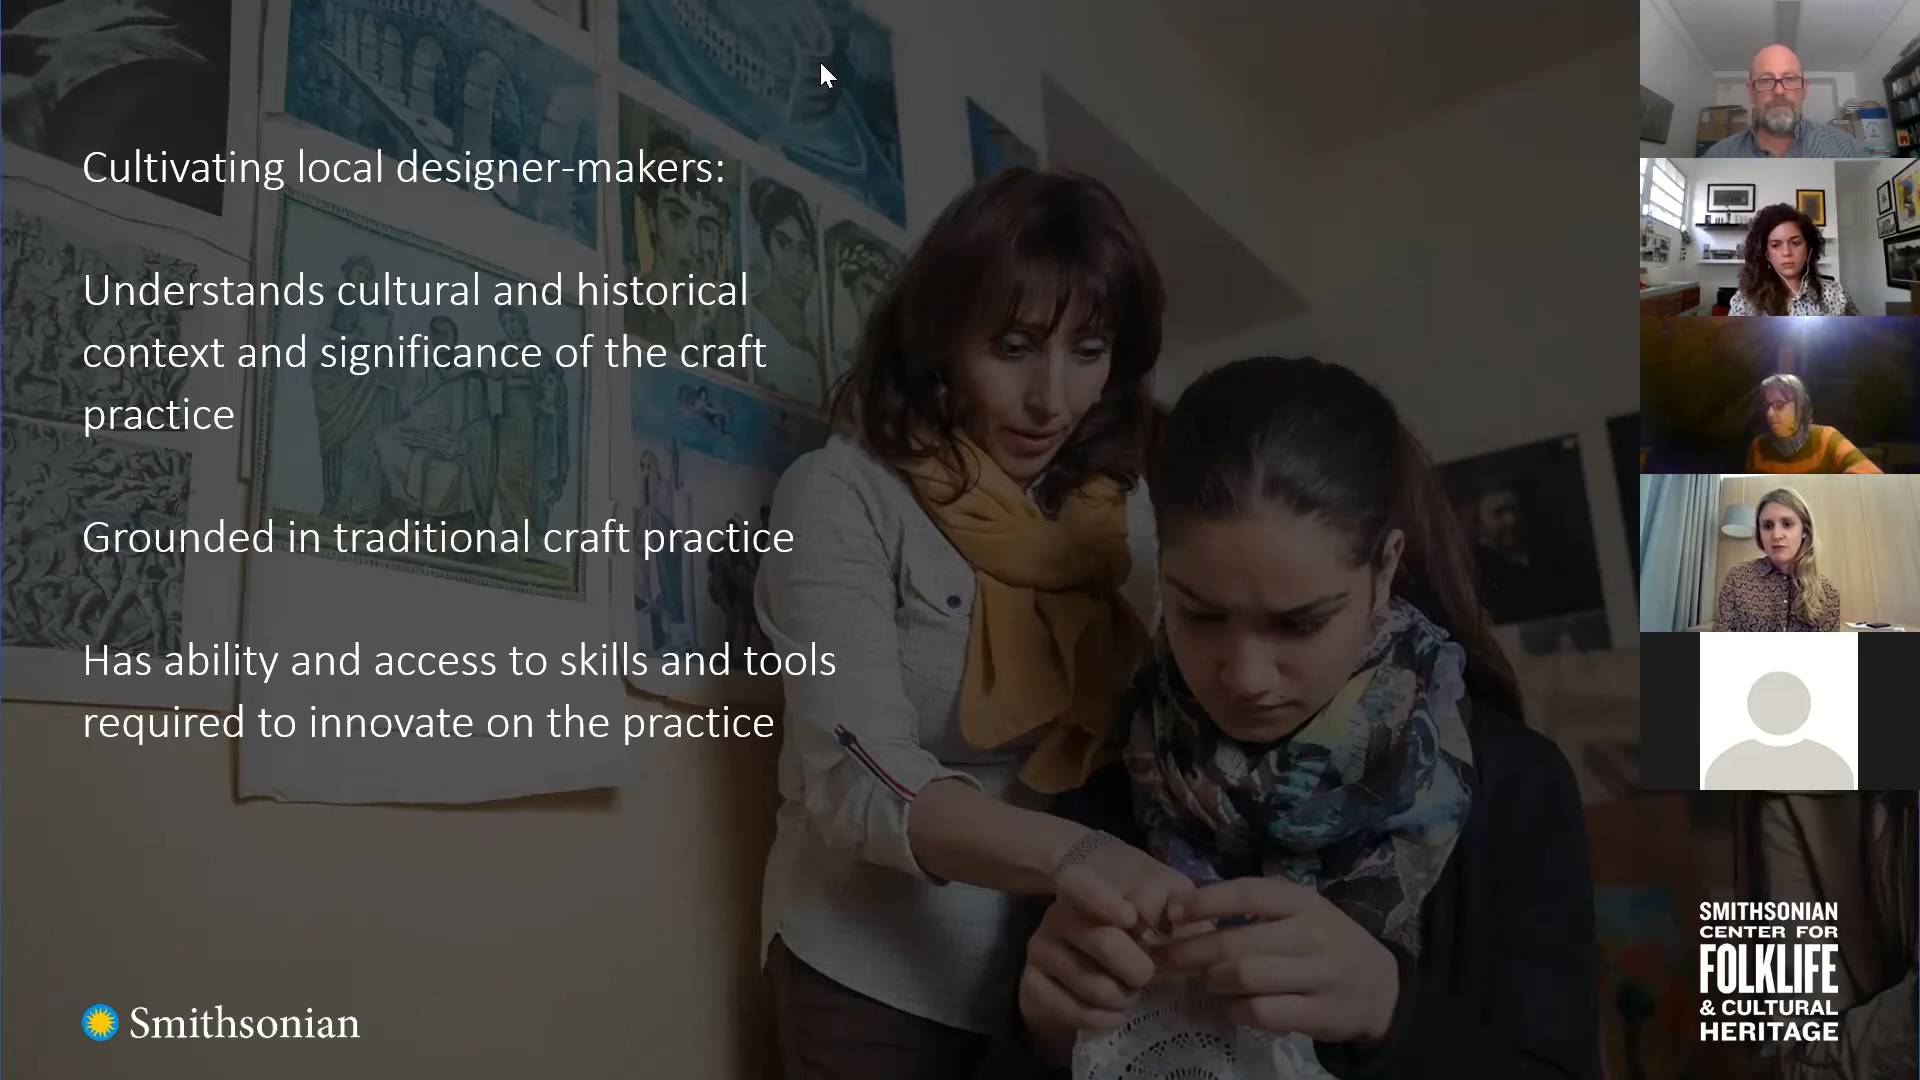 Cultivating local designer-makers:
Understands cultural and historical
context and significance of the craft
practice
Grounded in traditional craft practice
Has ability and access to skills and tools
required to innovate on the practice
Smithsonian
SMITHSONIAN
CENTER FOR
FOLKLIFE
& CULTURAL
HERITAGE